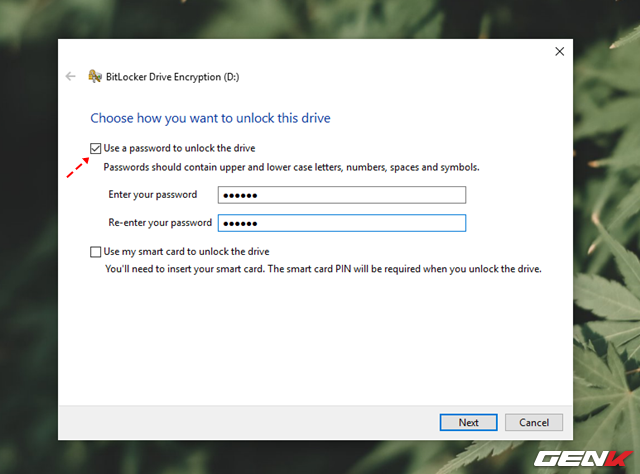 BitLocker Drive Encryption (D:)
Choose how you want to unlock this drive
Use a password to unlock the drive
Passwords should contain upper and lower case letters, numbers, spaces and symbols.
Enter your password ●●●●●●
Re-enter your password ●●●●●●
Use my smart card to unlock the drive
You'll need to insert your smart card. The smart card PIN will be required when you unlock the drive.
Next Cancel
GENK